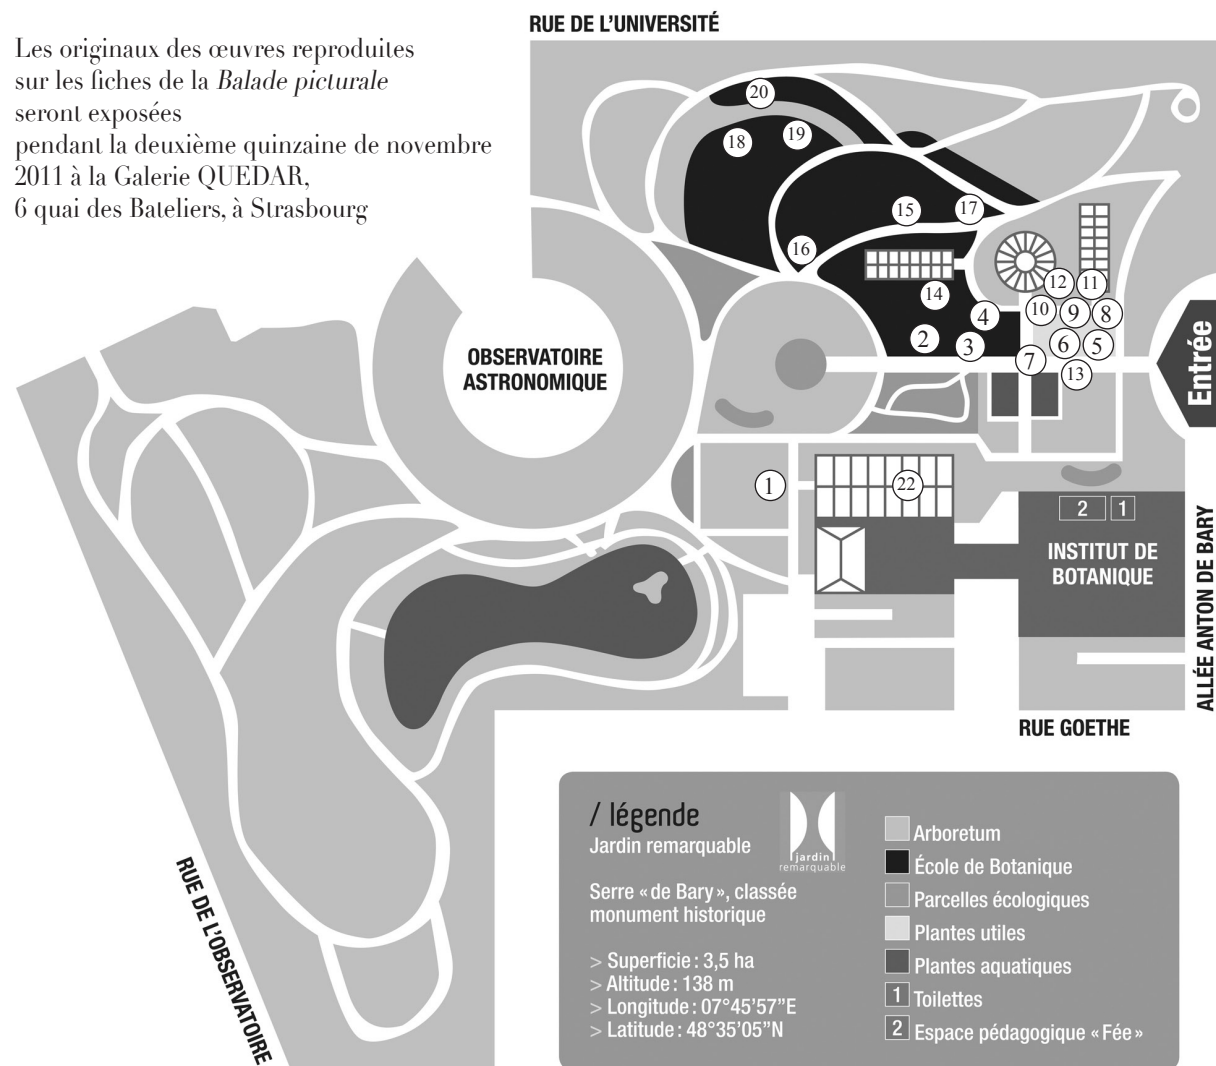 RUE DE L'UNIVERSITÉ
Les originaux des œuvres reproduites
sur les fiches de la Balade picturale
seront exposées
pendant la deuxième quinzaine de novembre
2011 à la Galerie QUEDAR,
6 quai des Bateliers, à Strasbourg
20
18
19
15
17
16
14
12
11
10
9
8
4
2
3
7
6
5
13
Entrée
OBSERVATOIRE
ASTRONOMIQUE
1
22
2
1
INSTITUT DE
BOTANIQUE
ALLÉE ANTON DE BARY
RUE GOETHE
RUE DE L'OBSERVATOIRE
/ légende
Jardin remarquable
jardin
remarquable
Serre « de Bary », classée
monument historique
> Superficie : 3,5 ha
> Altitude : 138 m
> Longitude : 07°45’57”E
> Latitude : 48°35’05”N
Arboretum
École de Botanique
Parcelles écologiques
Plantes utiles
Plantes aquatiques
1 Toilettes
2 Espace pédagogique « Fée »